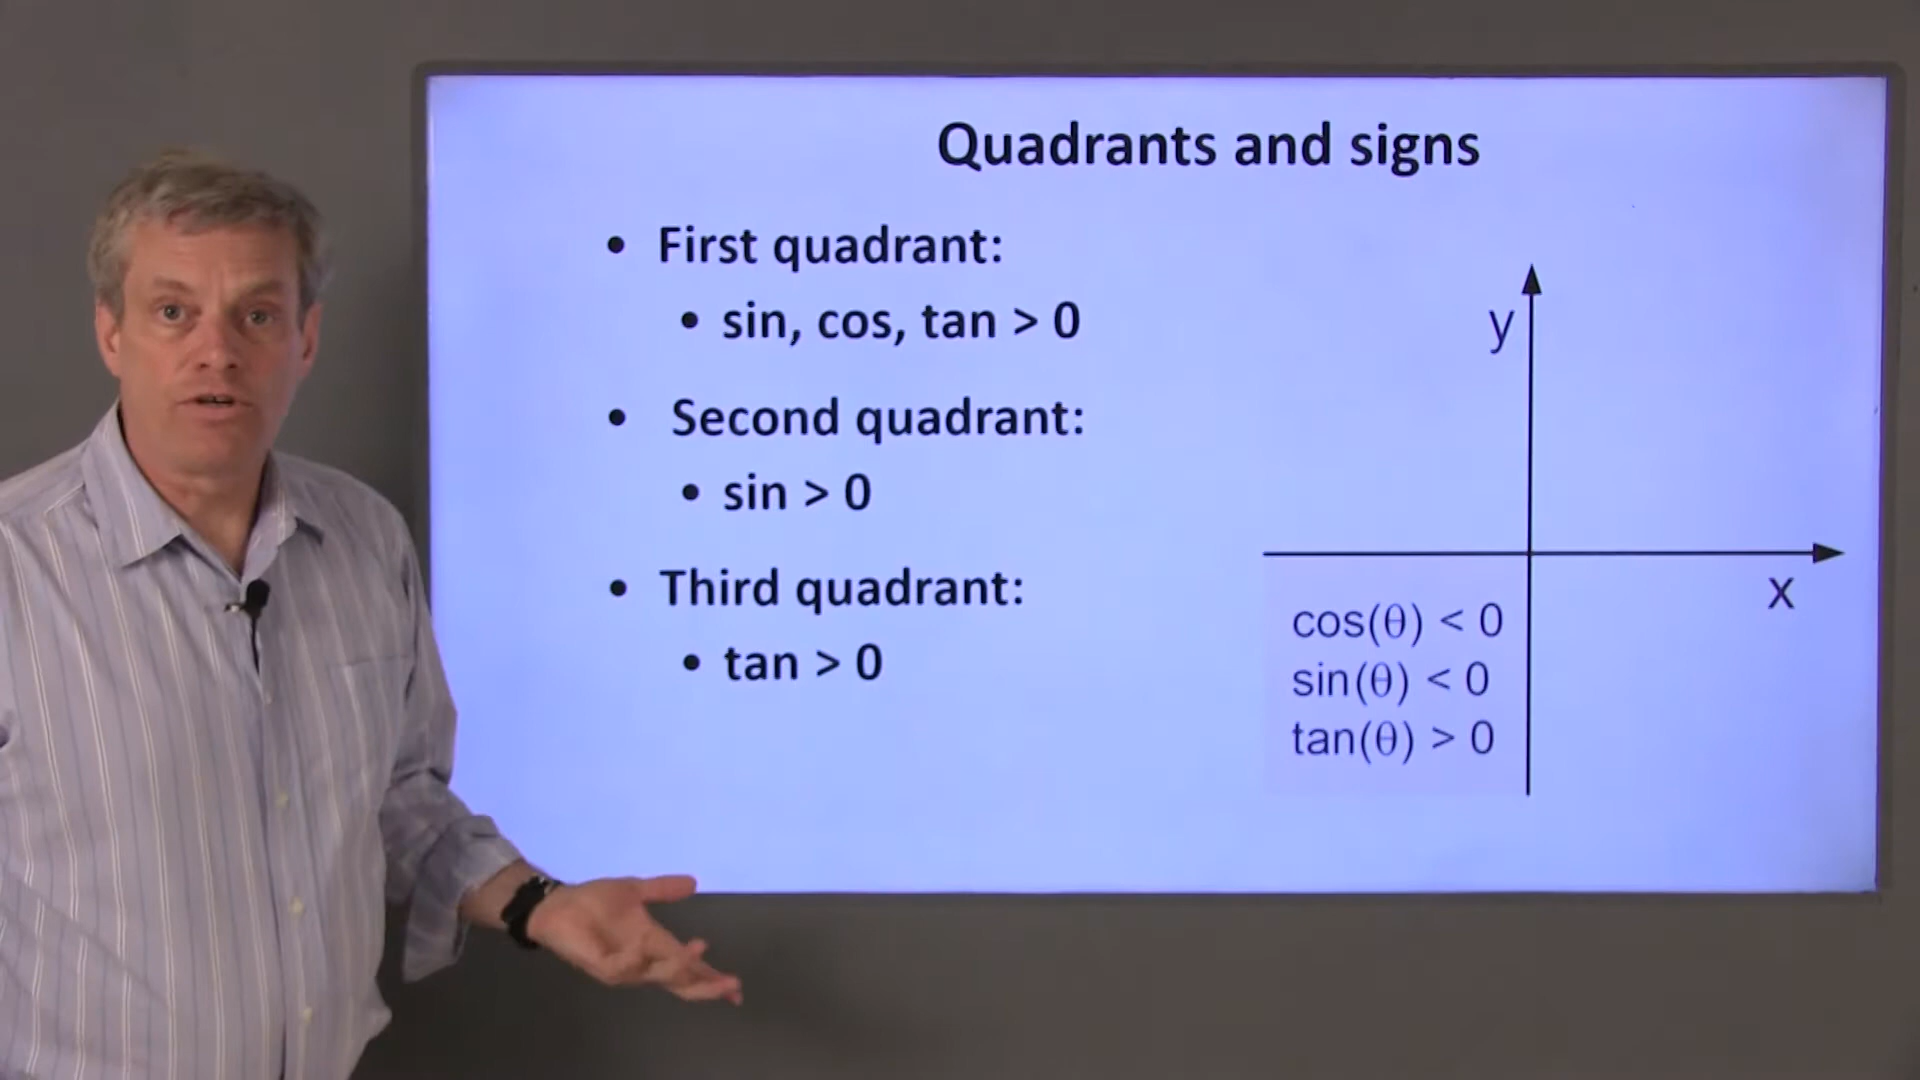 Quadrants and signs
• First quadrant:
• sin, cos, tan > 0
• Second quadrant:
• sin > 0
• Third quadrant:
• tan > 0
y
x
cos(θ) < 0
sin(θ) < 0
tan(θ) > 0